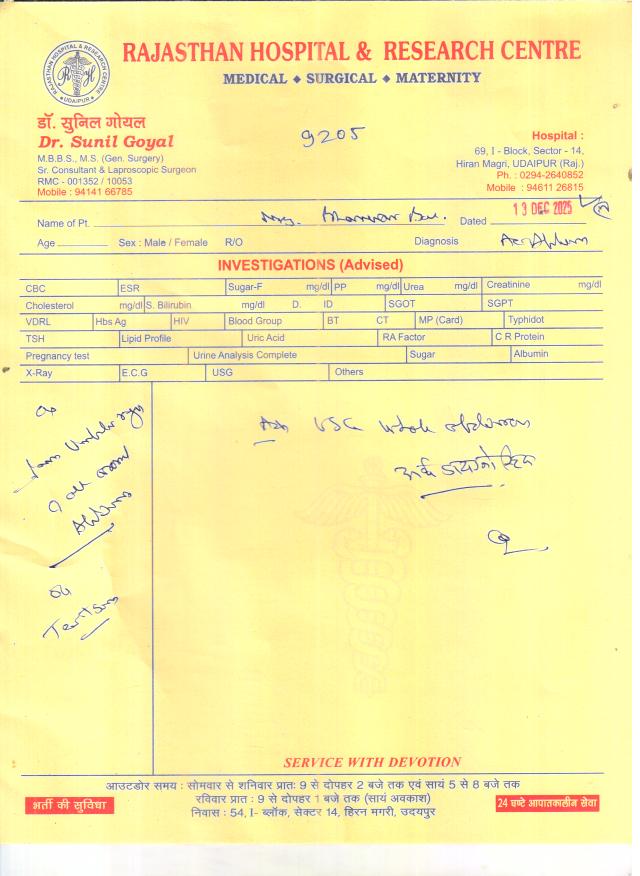 RAJASTHAN HOSPITAL & RESEARCH CENTRE
RAJASTHAN HOSPITAL & RESEARCH CENTRE
UDAIPUR
MEDICAL ◆ SURGICAL ◆ MATERNITY
डॉ. सुनिल गोयल
Dr. Sunil Goyal
M.B.B.S., M.S. (Gen. Surgery)
Sr. Consultant & Laproscopic Surgeon
RMC - 001352 / 10053
Mobile : 94141 66785
9205
Hospital :
69, I - Block, Sector - 14,
Hiran Magri, UDAIPUR (Raj.)
Ph. : 0294-2640852
Mobile : 94611 26815
Name of Pt. Mrs. Dated 13 DEC 2025
Age Sex : Male / Female R/O Diagnosis
INVESTIGATIONS (Advised)
CBC ESR Sugar-F mg/dl PP mg/dl Urea mg/dl Creatinine mg/dl
Cholesterol mg/dl S. Bilirubin mg/dl D. ID SGOT SGPT
VDRL Hbs Ag HIV Blood Group BT CT MP (Card) Typhidot
TSH Lipid Profile Uric Acid RA Factor C R Protein
Pregnancy test Urine Analysis Complete Sugar Albumin
X-Ray E.C.G USG Others
Adv USG whole abdomen
अर्थ डायग्नोस्टिक
SERVICE WITH DEVOTION
आउटडोर समय : सोमवार से शनिवार प्रातः 9 से दोपहर 2 बजे तक एवं सायं 5 से 8 बजे तक
रविवार प्रात : 9 से दोपहर 1 बजे तक (सायं अवकाश)
निवास : 54, I- ब्लॉक, सेक्टर 14, हिरन मगरी, उदयपुर
भर्ती की सुविधा
24 घण्टे आपातकालीन सेवा